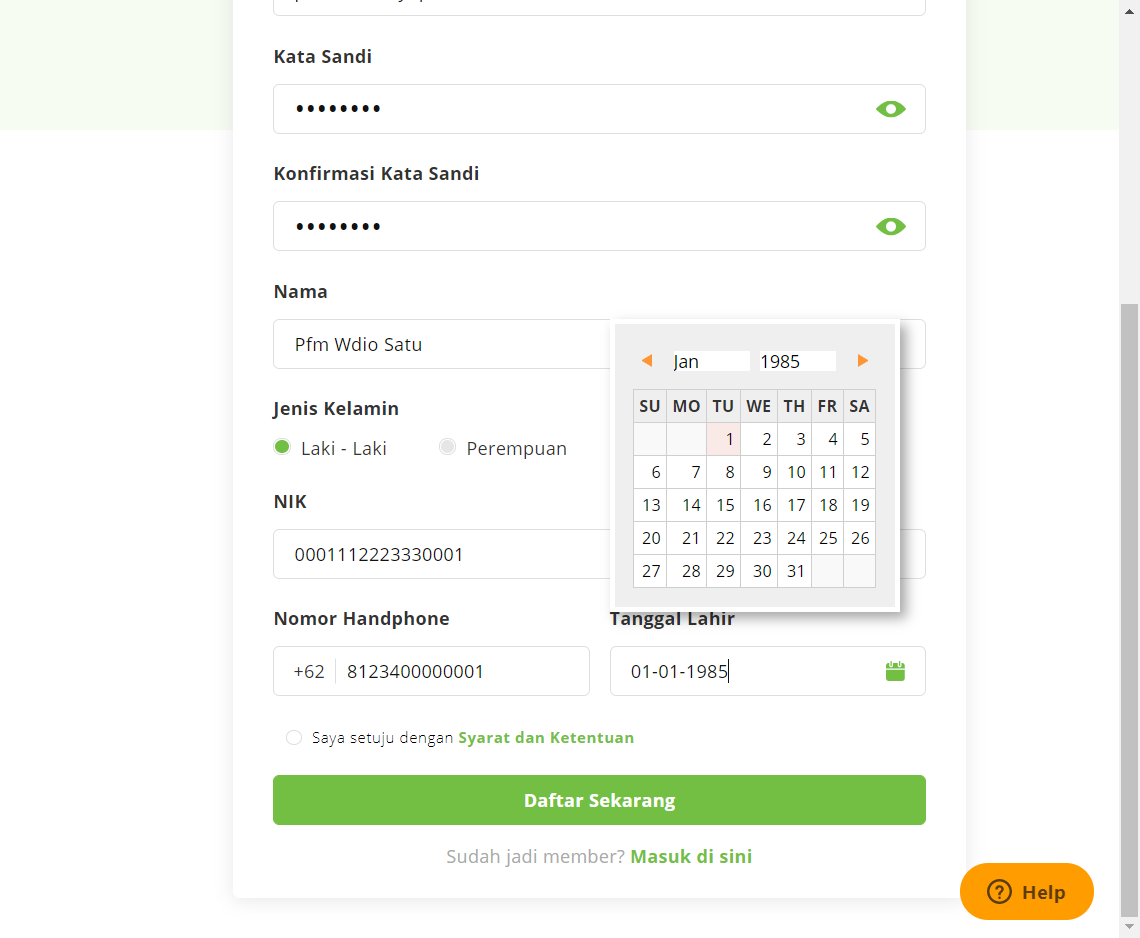 Kata Sandi
••••••••
Konfirmasi Kata Sandi
••••••••
Nama
Pfm Wdio Satu
Jan 1985
SU MO TU WE TH FR SA
1 2 3 4 5
6 7 8 9 10 11 12
13 14 15 16 17 18 19
20 21 22 23 24 25 26
27 28 29 30 31
Jenis Kelamin
Laki - Laki Perempuan
NIK
0001112223330001
Nomor Handphone Tanggal Lahir
+62 8123400000001 01-01-1985
Saya setuju dengan Syarat dan Ketentuan
Daftar Sekarang
Sudah jadi member? Masuk di sini
Help